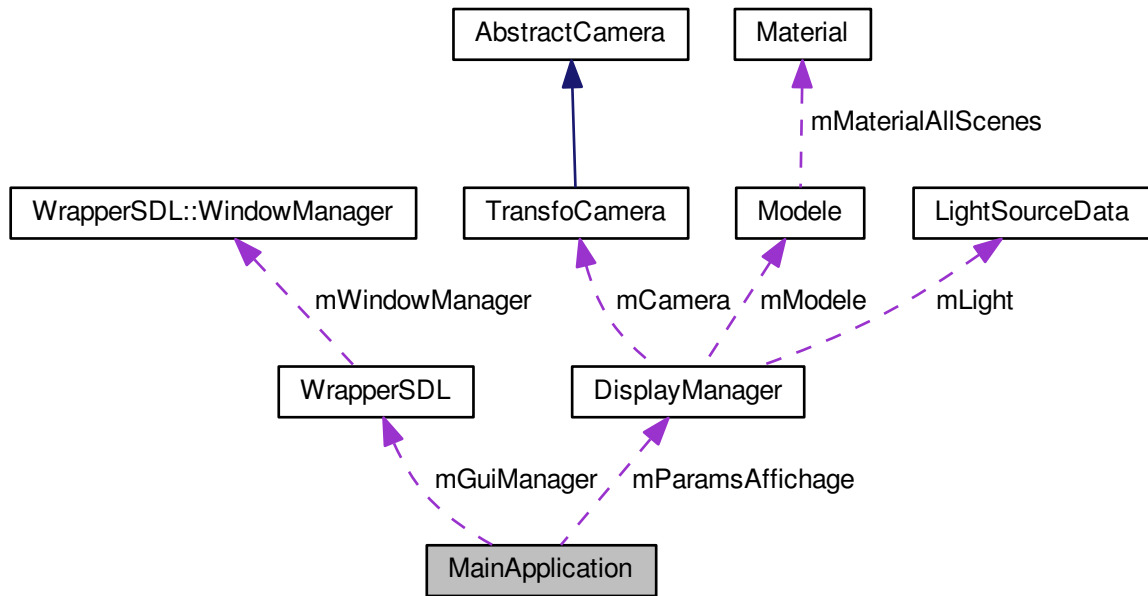 AbstractCamera
Material
mMaterialAllScenes
WrapperSDL::WindowManager
TransfoCamera
Modele
LightSourceData
mWindowManager
mCamera
mModele
mLight
WrapperSDL
DisplayManager
mGuiManager
mParamsAffichage
MainApplication